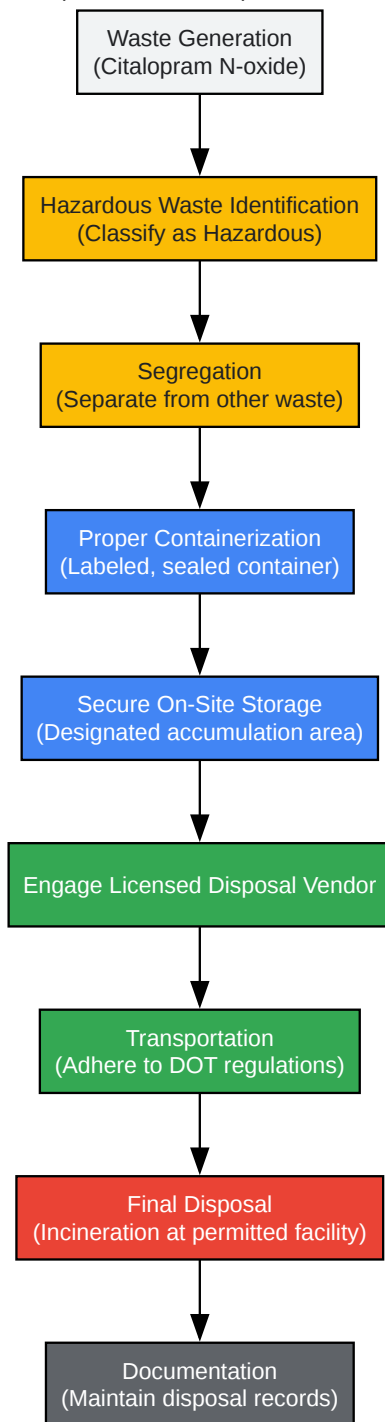 Waste Generation
(Citalopram N-oxide)
Hazardous Waste Identification
(Classify as Hazardous)
Segregation
(Separate from other waste)
Proper Containerization
(Labeled, sealed container)
Secure On-Site Storage
(Designated accumulation area)
Engage Licensed Disposal Vendor
Transportation
(Adhere to DOT regulations)
Final Disposal
(Incineration at permitted facility)
Documentation
(Maintain disposal records)